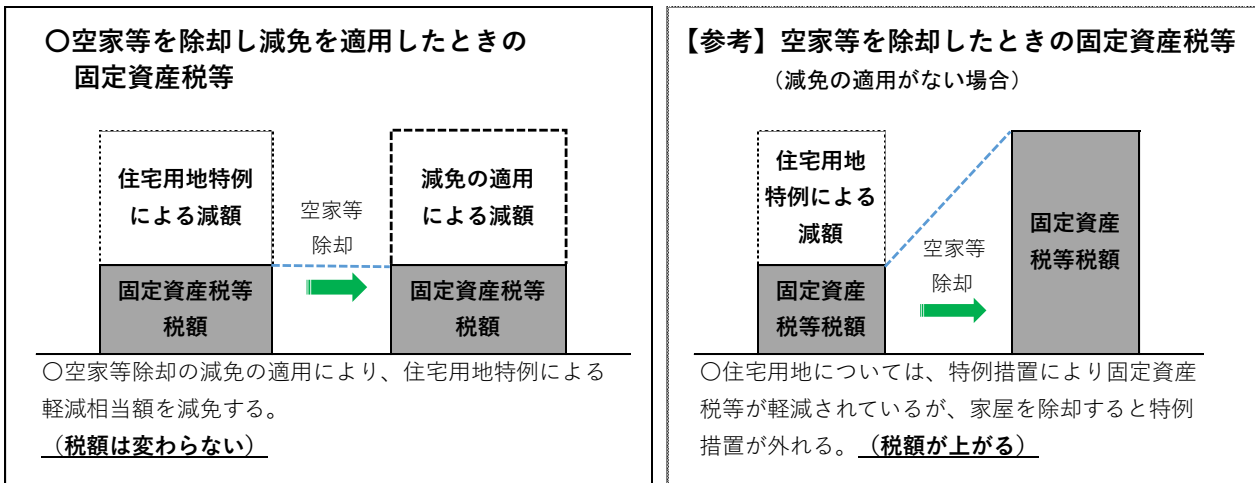 〇空家等を除却し減免を適用したときの
固定資産税等
住宅用地特例
による減額
空家等
除却
減免の適用
による減額
固定資産税等
税額
固定資産税等
税額
〇空家等除却の減免の適用により、住宅用地特例による
軽減相当額を減免する。
(税額は変わらない)
【参考】空家等を除却したときの固定資産税等
(減免の適用がない場合)
住宅用地
特例による
減額
空家等
除却
固定資産
税等税額
固定資産
税等税額
〇住宅用地については、特例措置により固定資産
税等が軽減されているが、家屋を除却すると特例
措置が外れる。(税額が上がる)